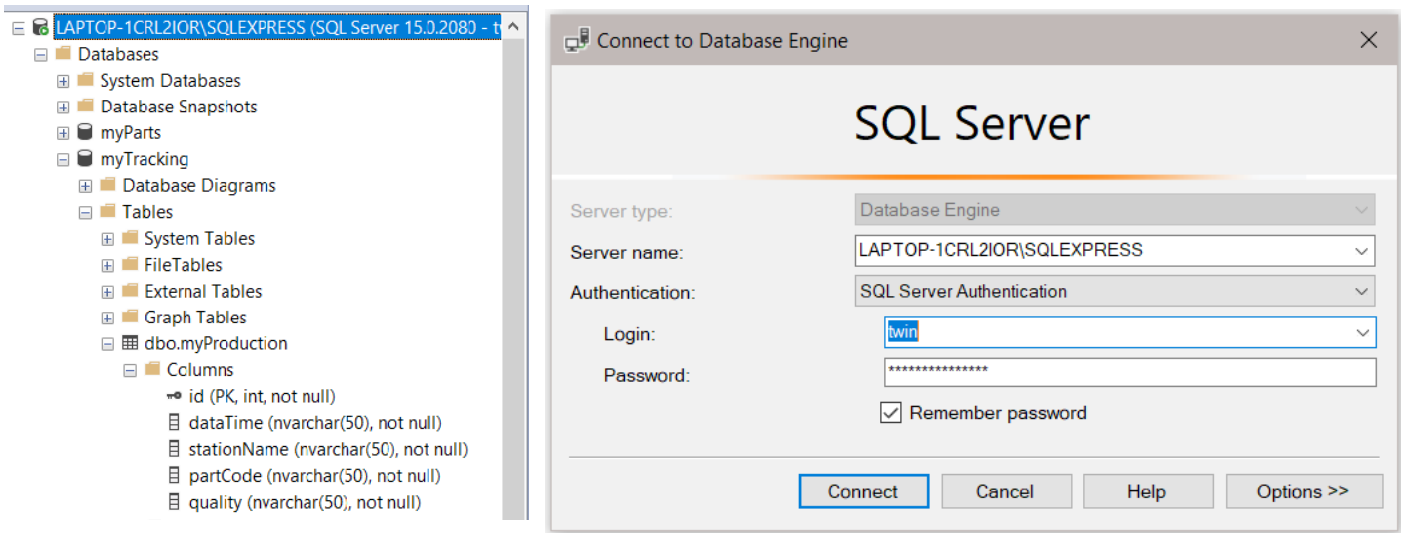 LAPTOP-1CRL2IOR\SQLEXPRESS (SQL Server 15.0.2080 - tw
Databases
System Databases
Database Snapshots
myParts
myTracking
Database Diagrams
Tables
System Tables
FileTables
External Tables
Graph Tables
dbo.myProduction
Columns
id (PK, int, not null)
dataTime (nvarchar(50), not null)
stationName (nvarchar(50), not null)
partCode (nvarchar(50), not null)
quality (nvarchar(50), not null)
Connect to Database Engine
SQL Server
Server type: Database Engine
Server name: LAPTOP-1CRL2IOR\SQLEXPRESS
Authentication: SQL Server Authentication
Login: twin
Password: ***************
Remember password
Connect Cancel Help Options >>